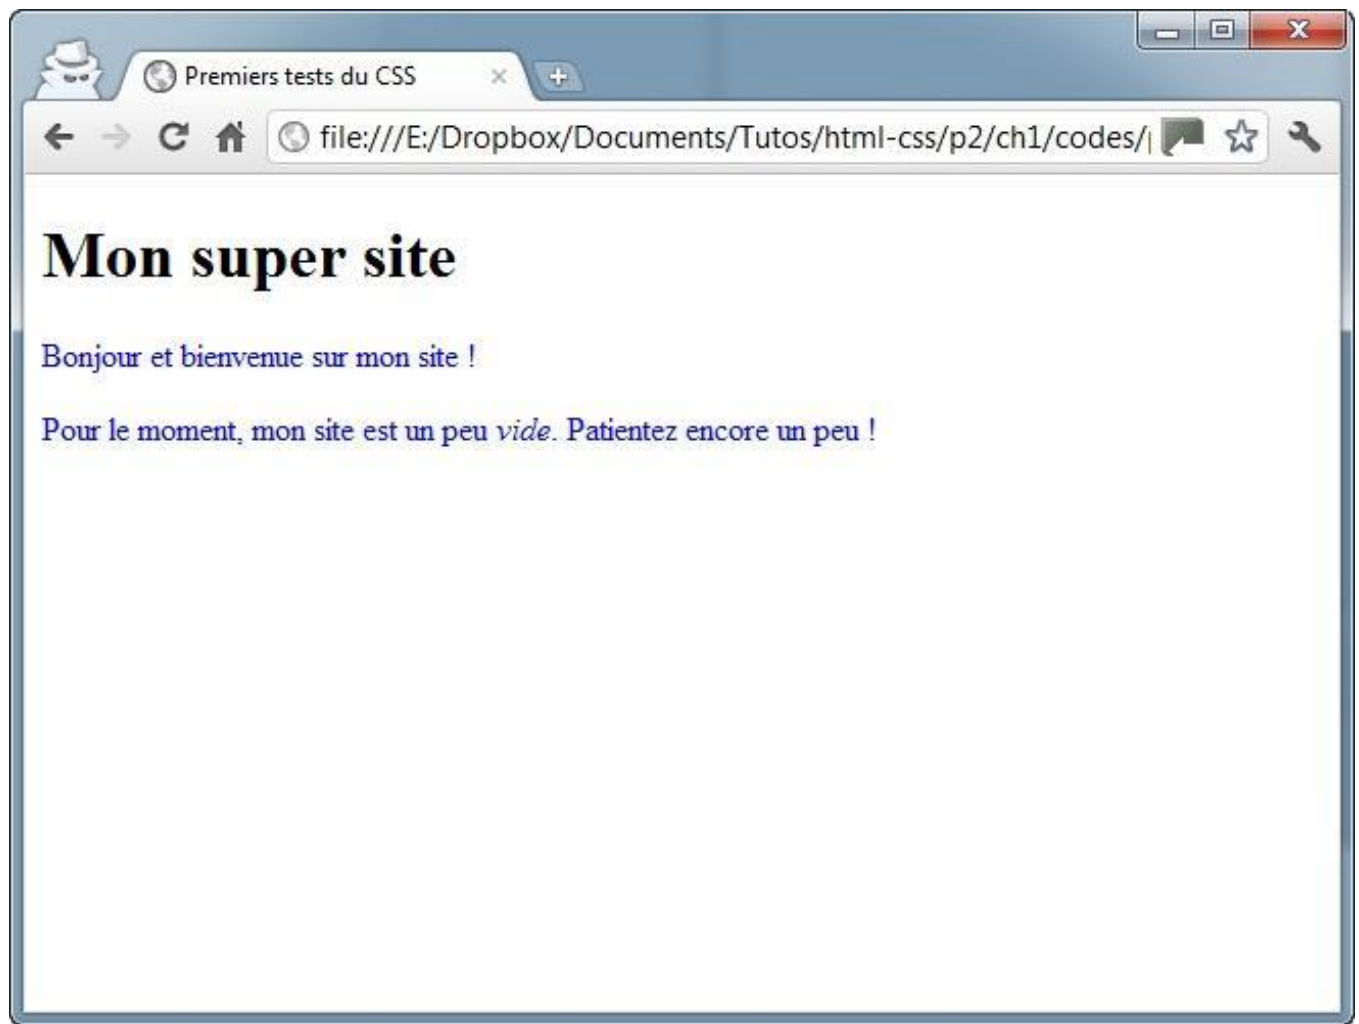 Premiers tests du CSS
file:///E:/Dropbox/Documents/Tutos/html-css/p2/ch1/codes/
Mon super site
Bonjour et bienvenue sur mon site !
Pour le moment, mon site est un peu vide. Patientez encore un peu !